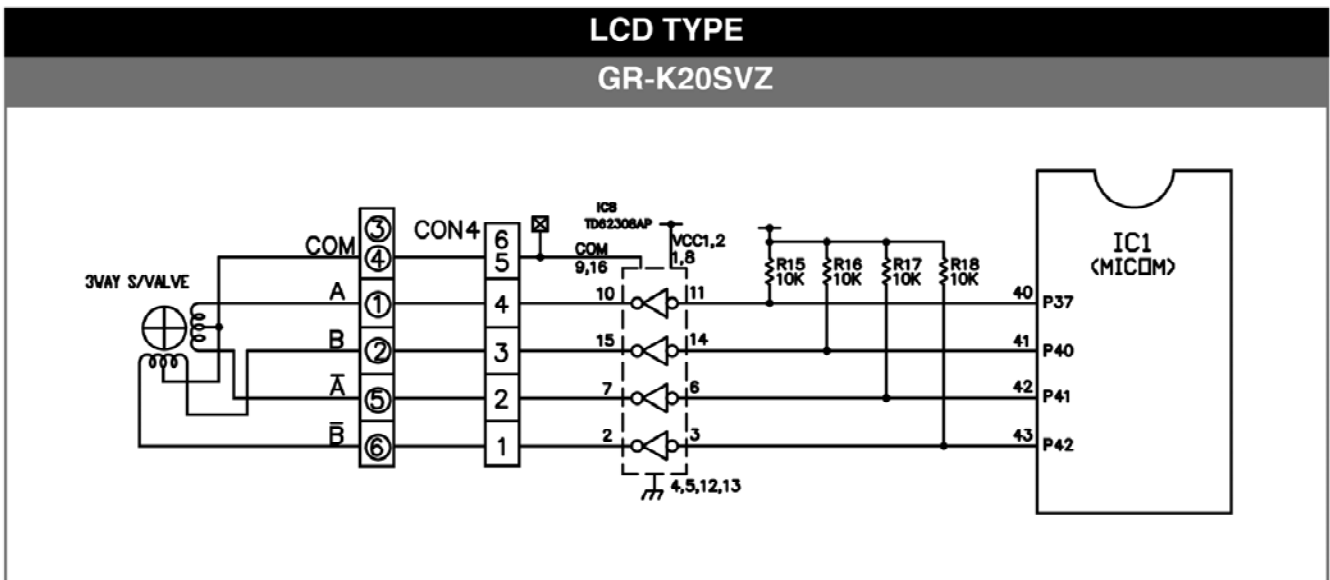 LCD TYPE
GR-K20SVZ
3WAY S/VALVE
COM
A
B
A̅
B̅
③
④
①
②
⑤
⑥
CON4
6
5
4
3
2
1
IC8
TD62308AP
COM
9,16
VCC1,2
1,8
10
11
15
14
7
6
2
3
4,5,12,13
R15
10K
R16
10K
R17
10K
R18
10K
40
41
42
43
P37
P40
P41
P42
IC1
(MICOM)